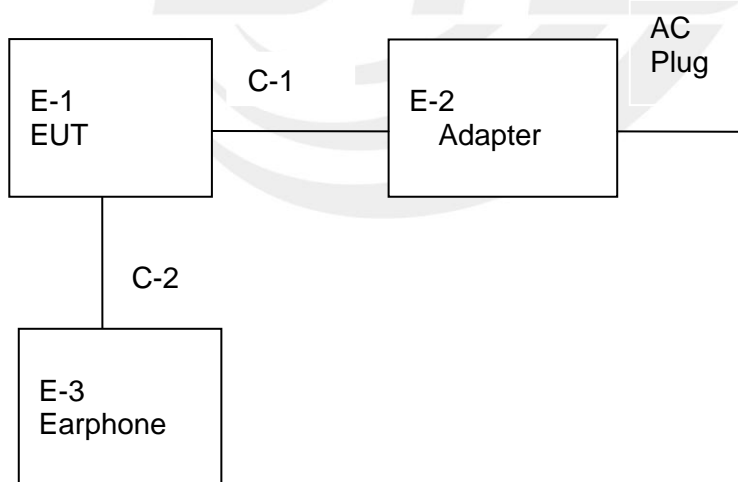 AC
Plug
C-1
E-1
EUT
E-2
Adapter
C-2
E-3
Earphone